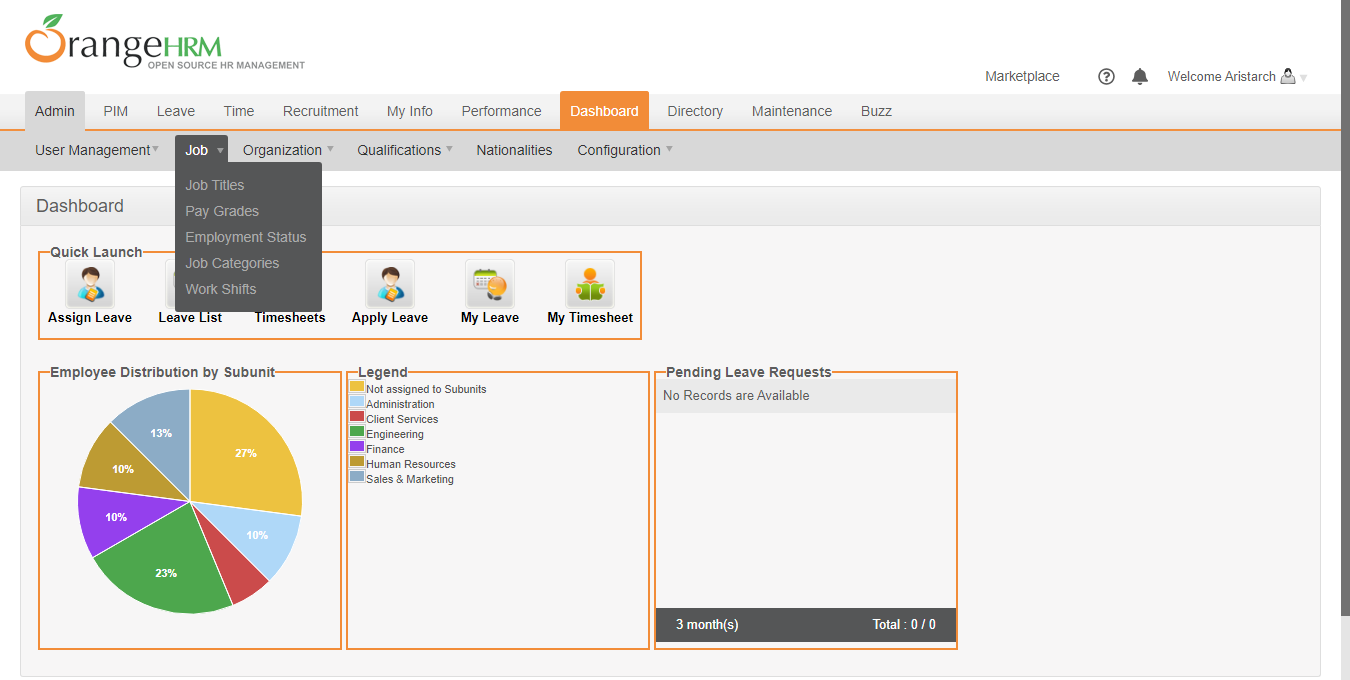 OrangeHRM
OPEN SOURCE HR MANAGEMENT
Marketplace ? Welcome Aristarch
Admin PIM Leave Time Recruitment My Info Performance Dashboard Directory Maintenance Buzz
User Management Job Organization Qualifications Nationalities Configuration
Job Titles
Pay Grades
Employment Status
Job Categories
Work Shifts
Dashboard
Quick Launch
Assign Leave Leave List Timesheets Apply Leave My Leave My Timesheet
Employee Distribution by Subunit
13%
27%
10%
10%
10%
23%
Legend
Not assigned to Subunits
Administration
Client Services
Engineering
Finance
Human Resources
Sales & Marketing
Pending Leave Requests
No Records are Available
3 month(s) Total : 0 / 0